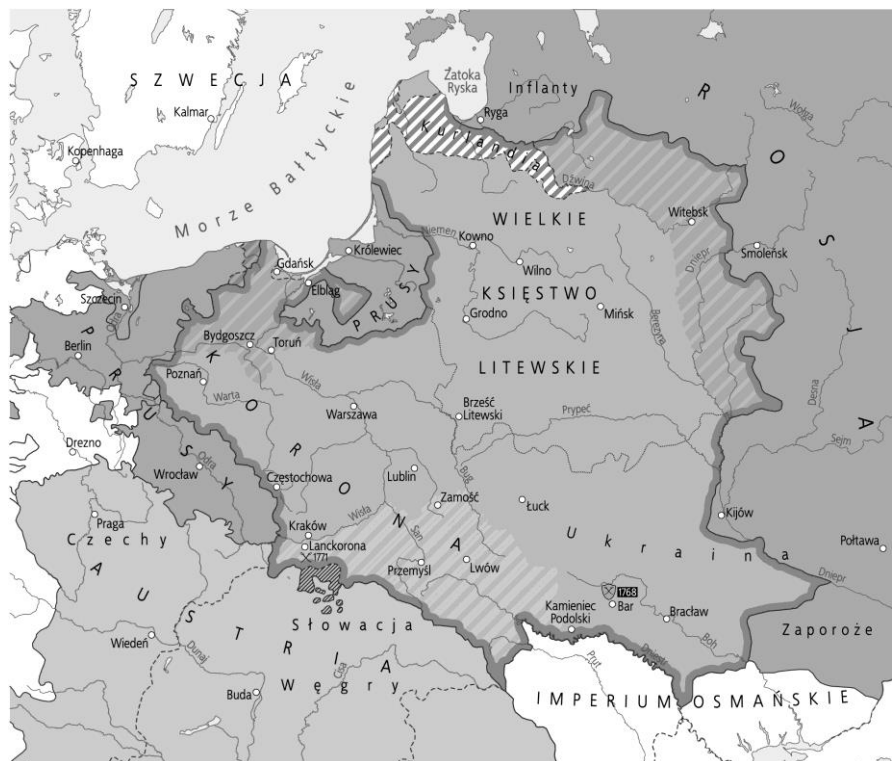 SZWECJA
Kalmar
Kopenhaga
Morze Bałtyckie
Zatoka
Ryska
Inflanty
Ryga
Kurlandia
Dźwina
ROSJA
Wołga
Witebsk
Smoleńsk
Dniepr
WIELKIE
KSIĘSTWO
LITEWSKIE
Niemen
Kowno
Wilno
Grodno
Mińsk
Berezyna
Gdańsk
Królewiec
Elbląg
PRUSY
Szczecin
Odra
Berlin
PRUSY
Bydgoszcz
Toruń
Poznań
Warta
Wisła
Warszawa
KORONA
Brześć
Litewski
Prypeć
Desna
Sejm
Drezno
Wrocław
Odra
Częstochowa
Lublin
Bug
Zamość
Łuck
Kijów
Połtawa
Praga
Czechy
Kraków
Wisła
Lanckorona
1771
San
Przemyśl
Lwów
Ukraina
1768
Bar
Bracław
Dniepr
Kamieniec
Podolski
Boh
Zaporoże
AUSTRIA
Słowacja
Wiedeń
Dunaj
Cisa
Węgry
Buda
Prut
Dniestr
IMPERIUM OSMAŃSKIE